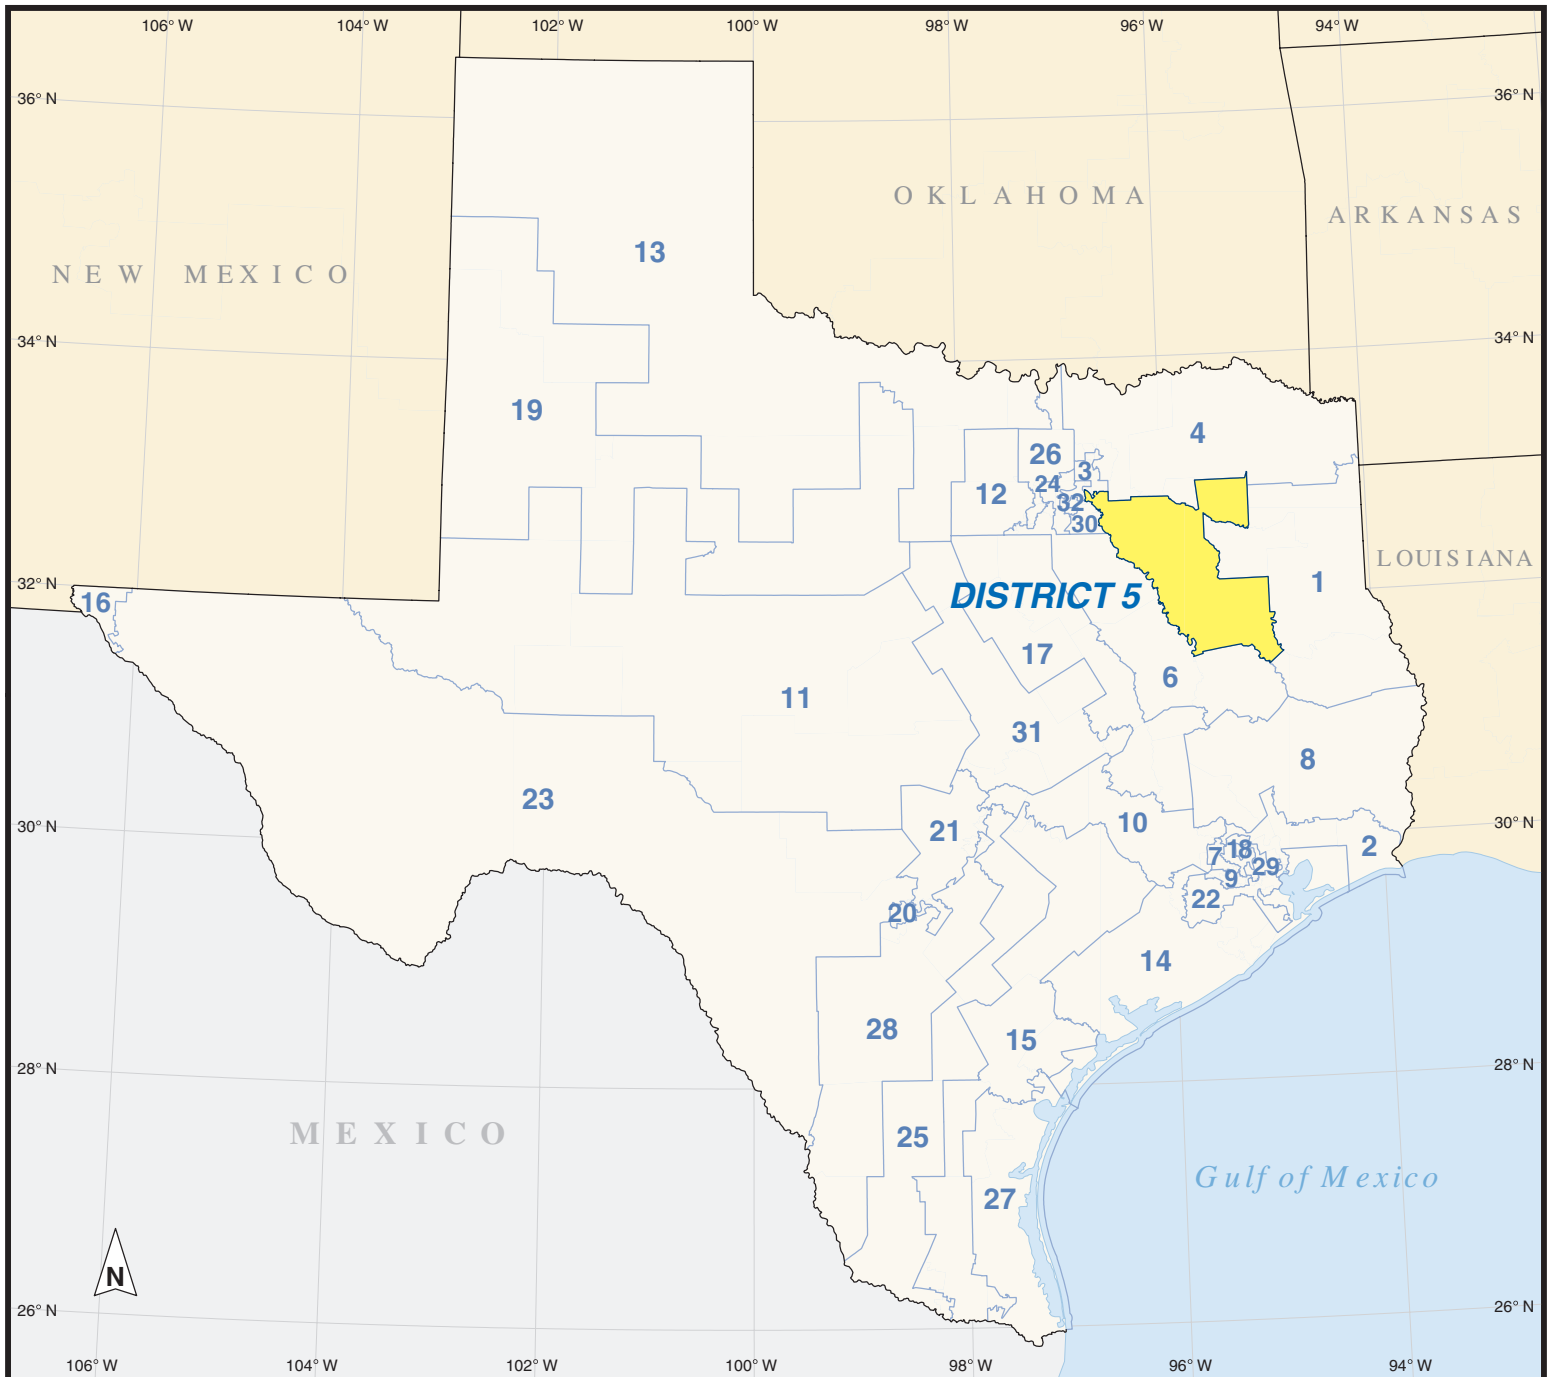 106° W 104° W 102° W 100° W 98° W 96° W 94° W
36° N 36° N
OKLAHOMA
ARKANSAS
13
NEW MEXICO
34° N 34° N
19
4
26
3
24
12
32
30
LOUISIANA
32° N 1
16
DISTRICT 5
17
6
11
31
8
23
30° N 30° N
21
10
2
7
18
29
9
22
20
14
28
15
28° N 28° N
MEXICO
25
Gulf of Mexico
27
N
26° N 26° N
106° W 104° W 102° W 100° W 98° W 96° W 94° W